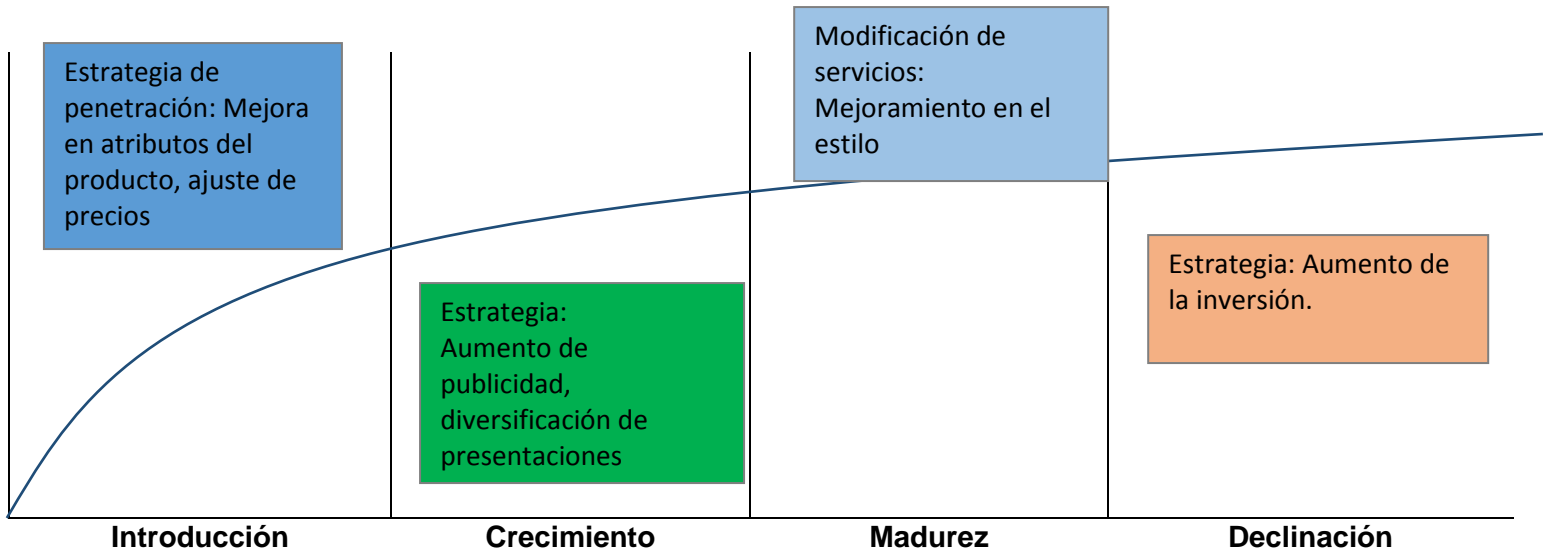 Estrategia de
penetración: Mejora
en atributos del
producto, ajuste de
precios
Estrategia:
Aumento de
publicidad,
diversificación de
presentaciones
Modificación de
servicios:
Mejoramiento en el
estilo
Estrategia: Aumento de
la inversión.
Introducción
Crecimiento
Madurez
Declinación